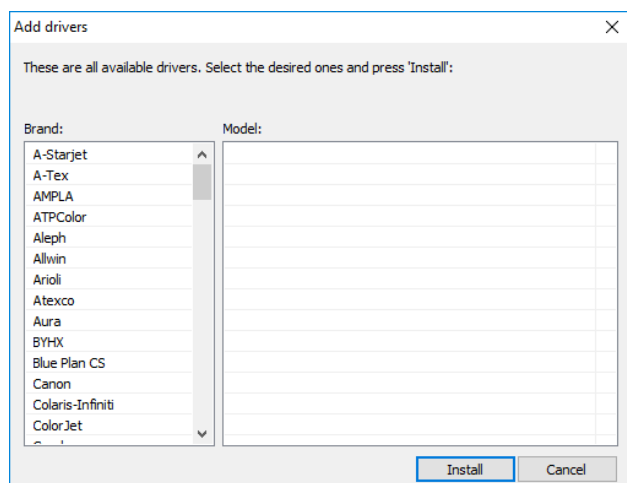 Add drivers
These are all available drivers. Select the desired ones and press 'Install':
Brand:
Model:
A-Starjet
A-Tex
AMPLA
ATPColor
Aleph
Allwin
Arioli
Atexco
Aura
BYHX
Blue Plan CS
Canon
Colaris-Infiniti
ColorJet
Install
Cancel